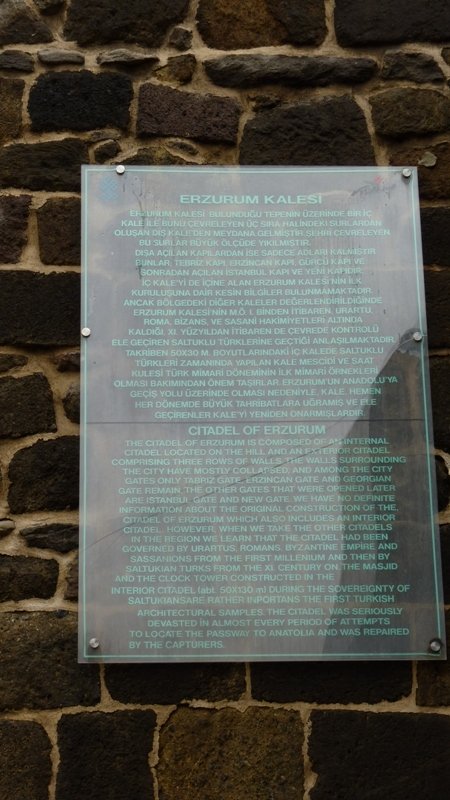 ERZURUM KALESİ
ERZURUM KALESİ BULUNDUĞU TEPENİN ÜZERİNDE BİR İÇ
KALE İLE BUNU ÇEVRELEYEN ÜÇ SIRA HALİNDEKİ SURLARDAN
OLUŞAN DIŞ KALEDEN MEYDANA GELMİŞTİR. ŞEHRİ ÇEVRELEYEN
BU SURLAR BÜYÜK ÖLÇÜDE YIKILMIŞTIR.
DIŞA AÇILAN KAPILARDAN İSE SADECE ADLARI KALMIŞTIR.
BUNLAR; TEBRİZ KAPI, ERZİNCAN KAPI, GÜRCÜ KAPI VE
SONRADAN AÇILAN İSTANBUL KAPI VE YENİ KAPIDIR.
İÇ KALE'Yİ DE İÇİNE ALAN ERZURUM KALESİ'NİN İLK
KURULUŞUNA DAİR KESİN BİLGİLER BULUNMAMAKTADIR.
ANCAK BÖLGEDEKİ DİĞER KALELER DEĞERLENDİRİLDİĞİNDE
ERZURUM KALESİ'NİN M.Ö. I. BİNDEN İTİBAREN, URARTU,
ROMA, BİZANS, VE SASANİ HAKİMİYETLERİ ALTINDA
KALDIĞI, XI. YÜZYILDAN İTİBAREN DE ÇEVREDE KONTROLÜ
ELE GEÇİREN SALTUKLU TÜRKLERİNE GEÇTİĞİ ANLAŞILMAKTADIR.
TAKRİBEN 50X30 M. BOYUTLARINDAKİ İÇ KALEDE SALTUKLU
TÜRKLERİ ZAMANINDA YAPILAN KALE MESCİDİ VE SAAT
KULESİ TÜRK MİMARİ DÖNEMİNİN İLK MİMARİ ÖRNEKLERİ
OLMASI BAKIMINDAN ÖNEM TAŞIRLAR. ERZURUM'UN ANADOLU'YA
GEÇİŞ YOLU ÜZERİNDE OLMASI NEDENİYLE, KALE, HEMEN
HER DÖNEMDE BÜYÜK TAHRİBATLARA UĞRAMIŞ VE ELE
GEÇİRENLER KALE'Yİ YENİDEN ONARMIŞLARDIR.
CITADEL OF ERZURUM
THE CITADEL OF ERZURUM IS COMPOSED OF AN INTERNAL
CITADEL LOCATED ON THE HILL AND AN EXTERIOR CITADEL
COMPRISING THREE ROWS OF WALLS. THE WALLS SURROUNDING
THE CITY HAVE MOSTLY COLLAPSED, AND AMONG THE CITY
GATES ONLY TABRIZ GATE, ERZINCAN GATE AND GEORGIAN
GATE REMAIN. THE OTHER GATES THAT WERE OPENED LATER
ARE ISTANBUL GATE AND NEW GATE. WE HAVE NO DEFINITE
INFORMATION ABOUT THE ORIGINAL CONSTRUCTION OF THE,
CITADEL OF ERZURUM WHICH ALSO INCLUDES AN INTERIOR
CITADEL. HOWEVER, WHEN WE TAKE THE OTHER CITADELS
IN THE REGION WE LEARN THAT THE CITADEL HAD BEEN
GOVERNED BY URARTUS, ROMANS, BYZANTINE EMPIRE AND
SASSANIONS FROM THE FIRST MILLENIUM AND THEN BY
SALTUKIAN TURKS FROM THE XI. CENTURY ON, THE MASJID
AND THE CLOCK TOWER CONSTRUCTED IN THE
INTERIOR CITADEL (abt. 50X130 m) DURING THE SOVEREIGNTY OF
SALTUKIANSARE RATHER INPORTANS THE FIRST TURKISH
ARCHITECTURAL SAMPLES. THE CITADEL WAS SERIOUSLY
DEVASTED IN ALMOST EVERY PERIOD OF ATTEMPTS
TO LOCATE THE PASSWAY TO ANATOLIA AND WAS REPAIRED
BY THE CAPTURERS.